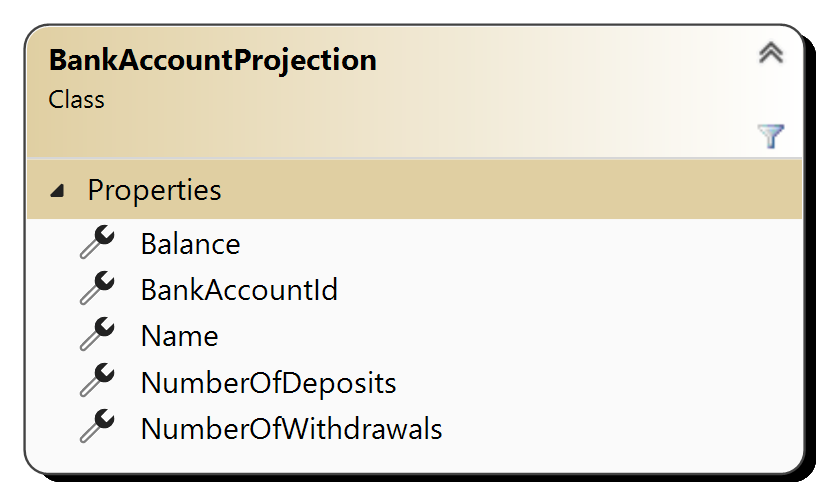 BankAccountProjection
Class
Properties
Balance
BankAccountId
Name
NumberOfDeposits
NumberOfWithdrawals